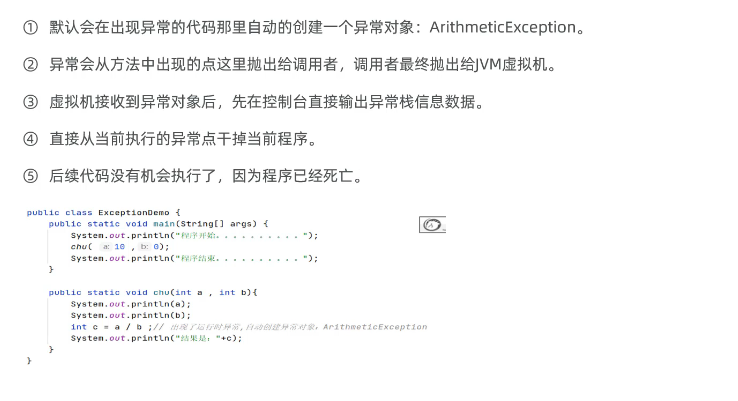 ① 默认会在出现异常的代码那里自动的创建一个异常对象：ArithmeticException。
② 异常会从方法中出现的点这里抛出给调用者，调用者最终抛出给JVM虚拟机。
③ 虚拟机接收到异常对象后，先在控制台直接输出异常栈信息数据。
④ 直接从当前执行的异常点干掉当前程序。
⑤ 后续代码没有机会执行了，因为程序已经死亡。
public class ExceptionDemo {
public static void main(String[] args) {
System.out.println("程序开始..........");
chu( a: 10 , b: 0);
System.out.println("程序结束..........");
}
public static void chu(int a , int b){
System.out.println(a);
System.out.println(b);
int c = a / b ;// 出现了运行时异常,自动创建异常对象：ArithmeticException
System.out.println("结果是："+c);
}
}